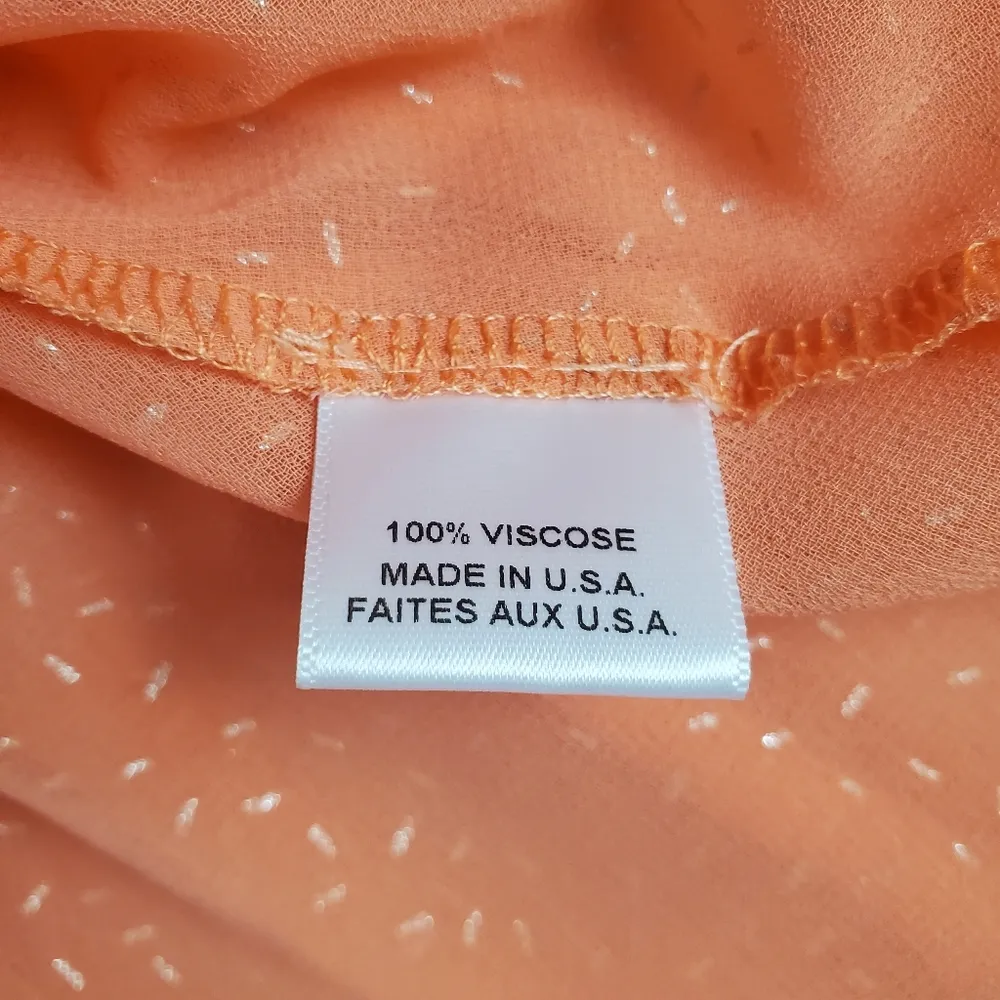 100% VISCOSE
MADE IN U.S.A.
FAITES AUX U.S.A.